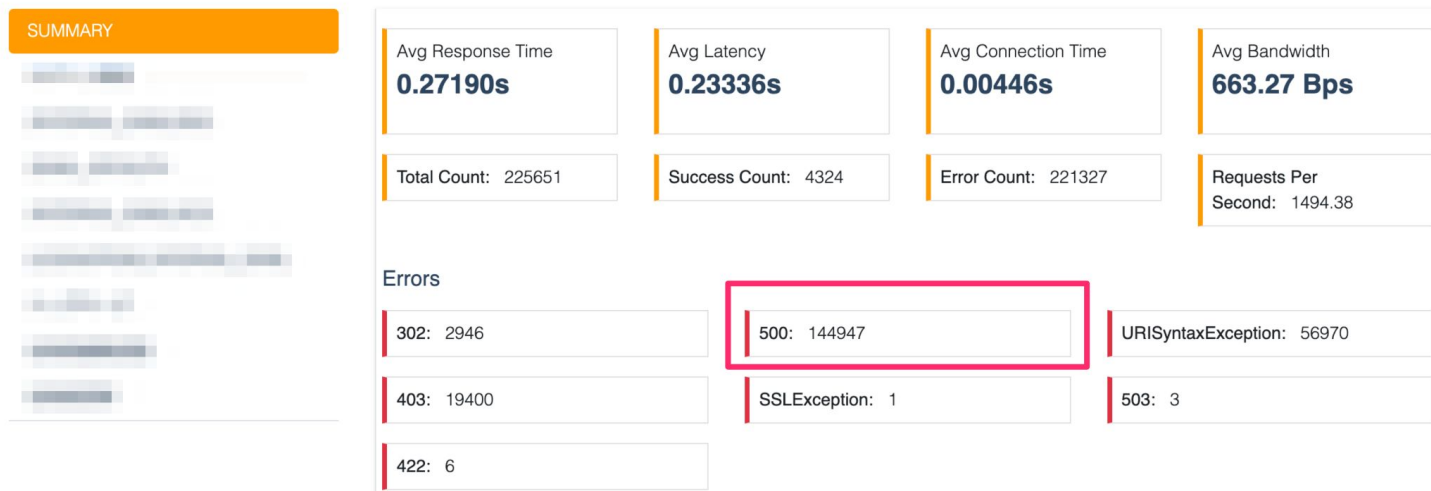 SUMMARY
Avg Response Time
0.27190s
Avg Latency
0.23336s
Avg Connection Time
0.00446s
Avg Bandwidth
663.27 Bps
Total Count: 225651
Success Count: 4324
Error Count: 221327
Requests Per
Second: 1494.38
Errors
302: 2946
500: 144947
URISyntaxException: 56970
403: 19400
SSLException: 1
503: 3
422: 6